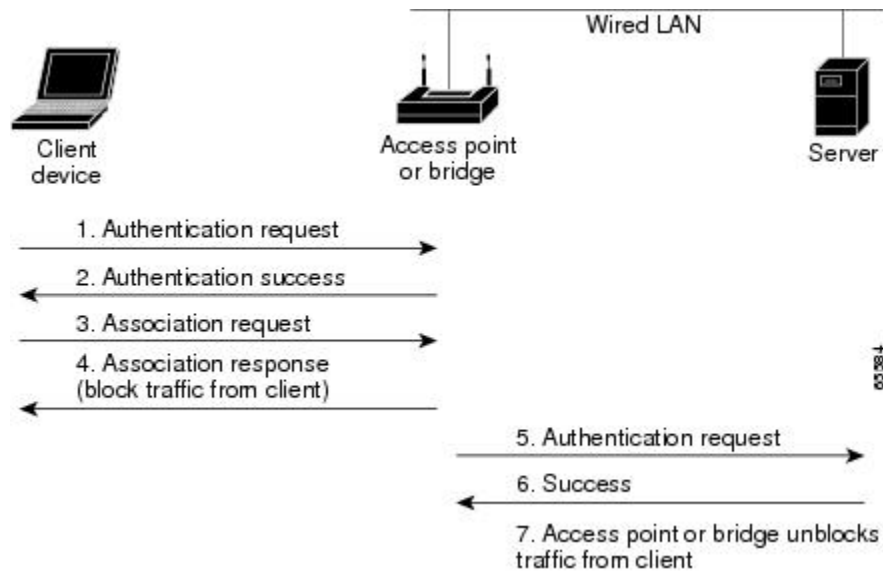 Wired LAN
Client
device
Access point
or bridge
Server
1. Authentication request
2. Authentication success
3. Association request
4. Association response
(block traffic from client)
5. Authentication request
6. Success
7. Access point or bridge unblocks
traffic from client